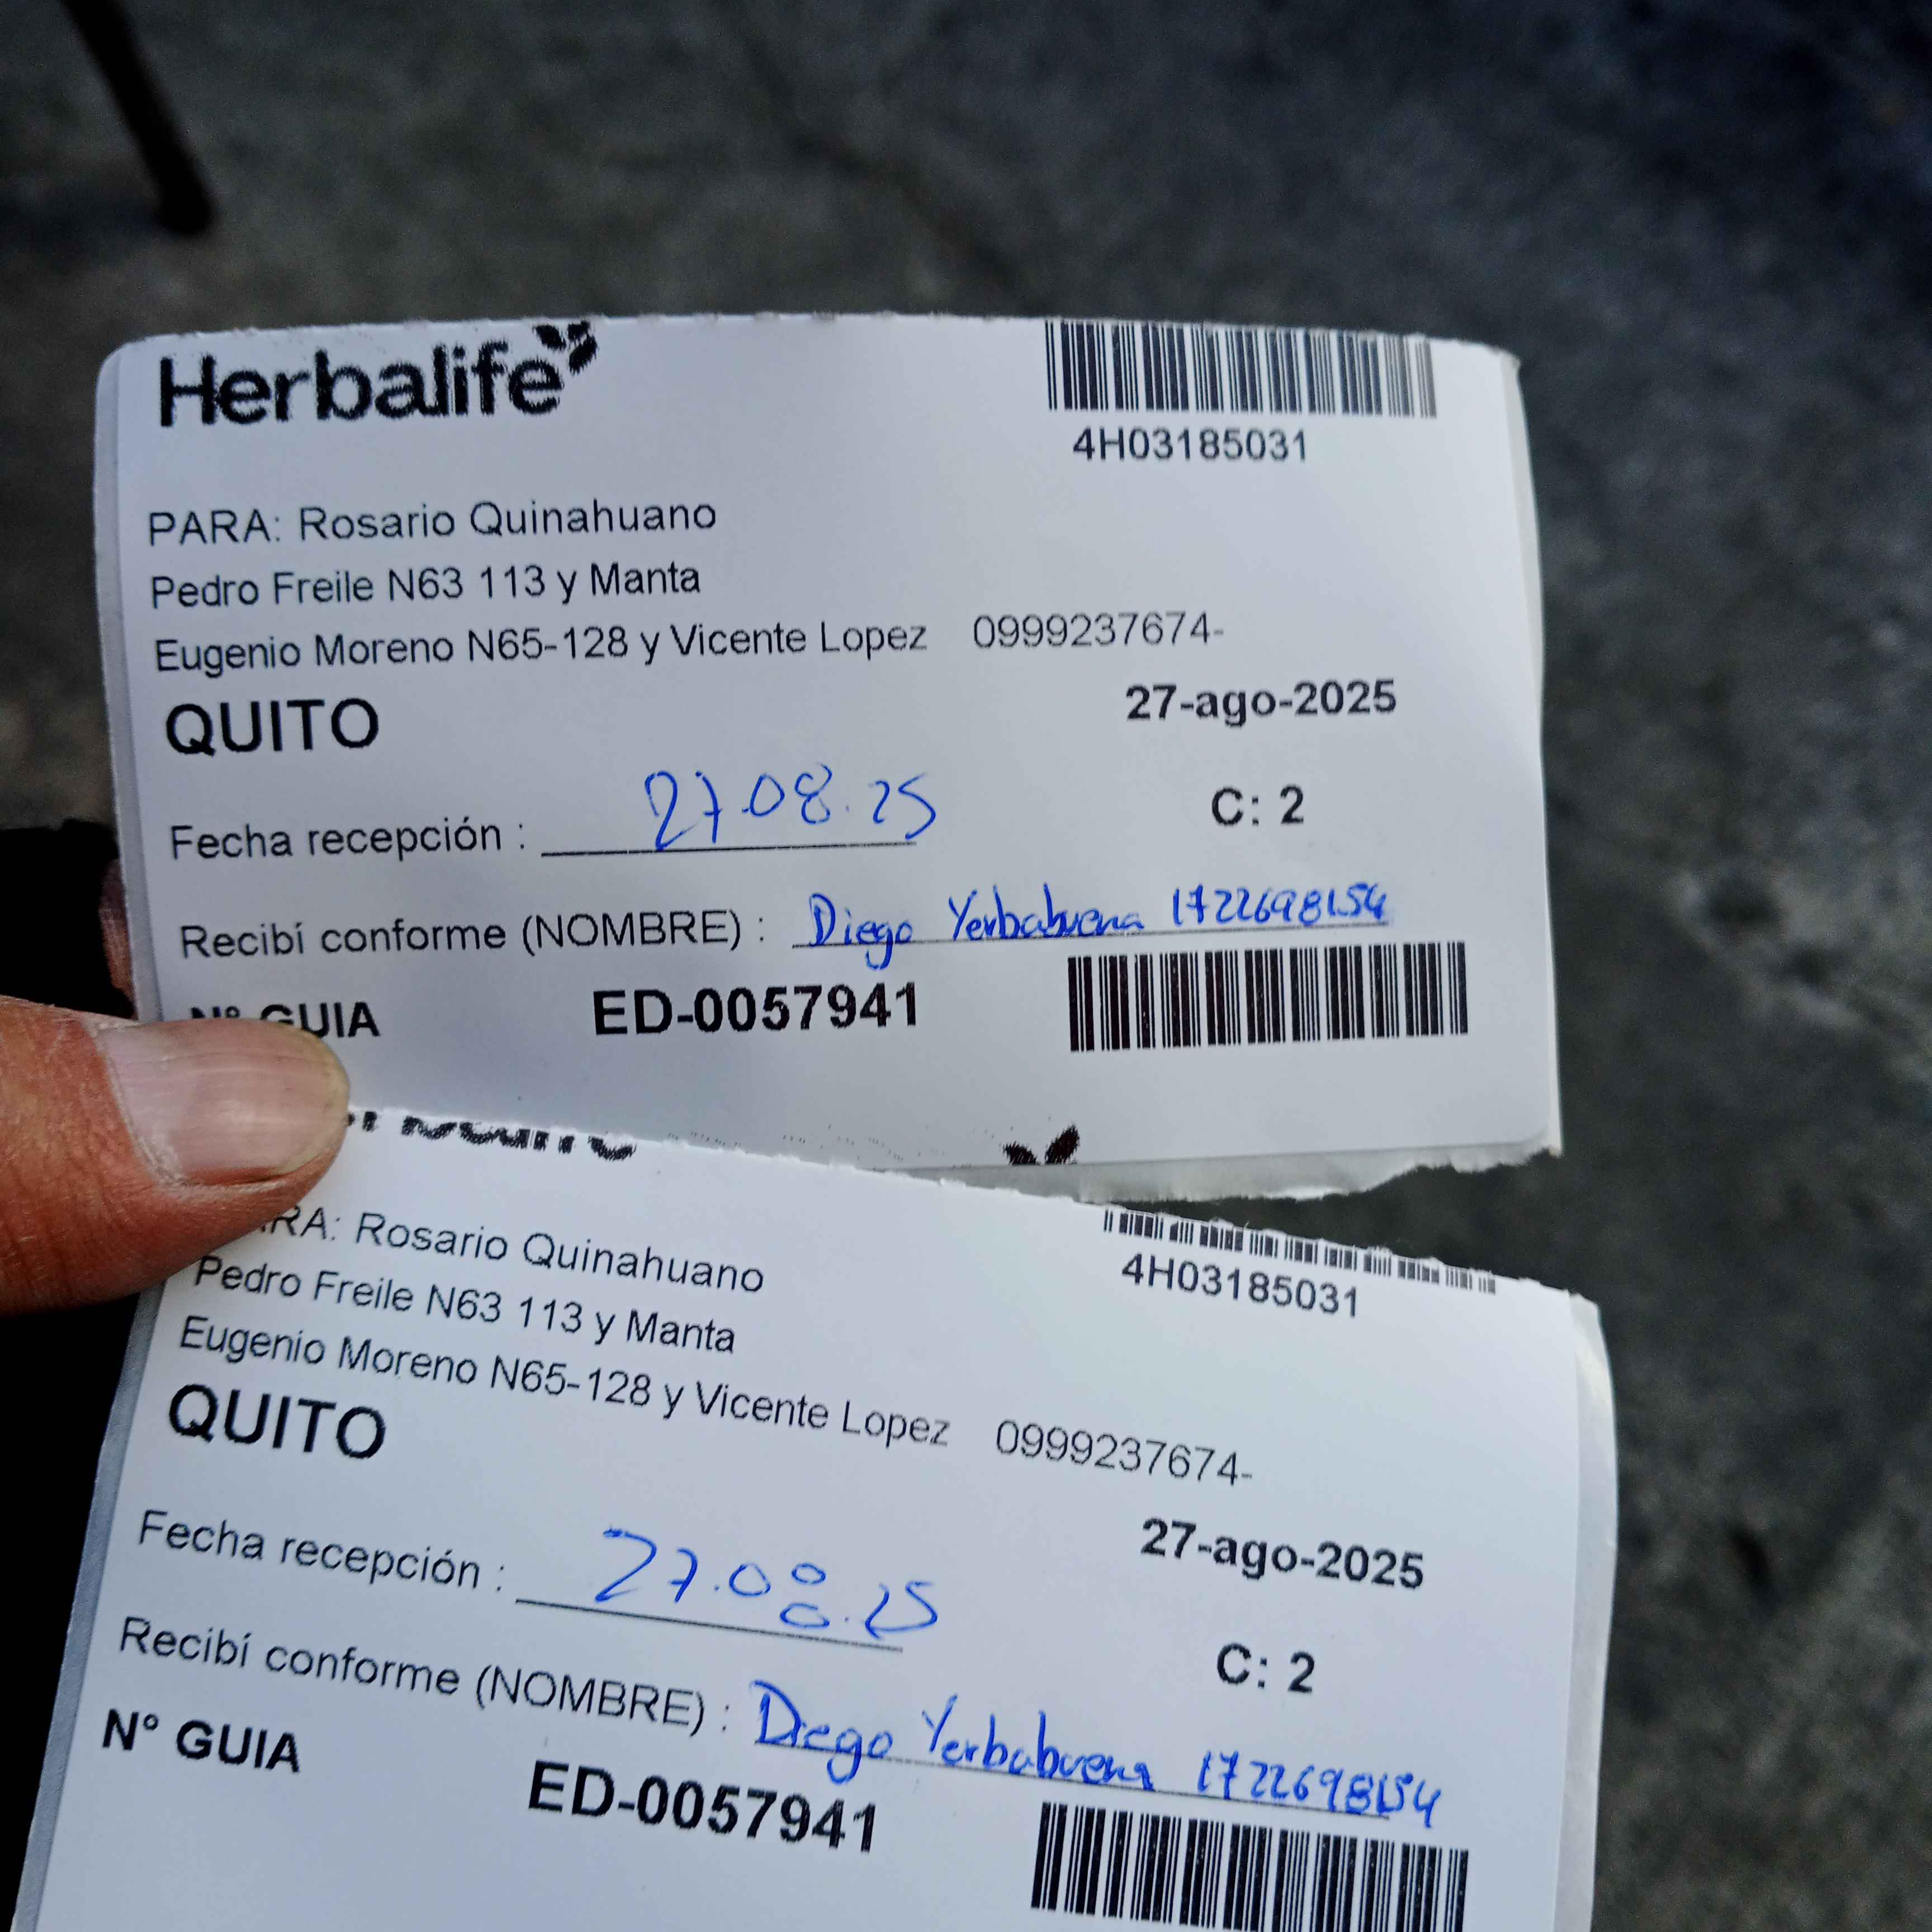 Herbalife
4H03185031
PARA: Rosario Quinahuano
Pedro Freile N63 113 y Manta
Eugenio Moreno N65-128 y Vicente Lopez 0999237674-
QUITO
27-ago-2025
Fecha recepción : 27.08.25
C: 2
Recibí conforme (NOMBRE) : Diego Yerbabuena 1722698154
N° GUIA ED-0057941
RA: Rosario Quinahuano
4H03185031
Pedro Freile N63 113 y Manta
Eugenio Moreno N65-128 y Vicente Lopez 0999237674-
QUITO
27-ago-2025
Fecha recepción : 27.08.25
C: 2
Recibí conforme (NOMBRE) : Diego Yerbabuena 1722698154
N° GUIA
ED-0057941